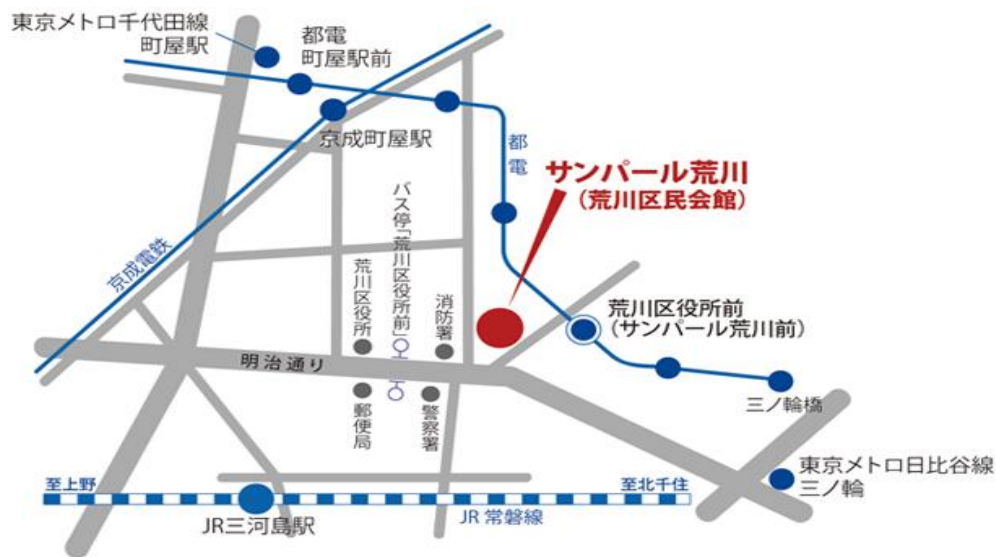 東京メトロ千代田線
町屋駅
都電
町屋駅前
京成町屋駅
都電
サンパール荒川
(荒川区民会館)
京成電鉄
バス停「荒川区役所前」
荒川区役所
消防署
荒川区役所前
(サンパール荒川前)
明治通り
三ノ輪橋
郵便局
警察署
東京メトロ日比谷線
三ノ輪
至上野
至北千住
JR三河島駅
JR 常磐線